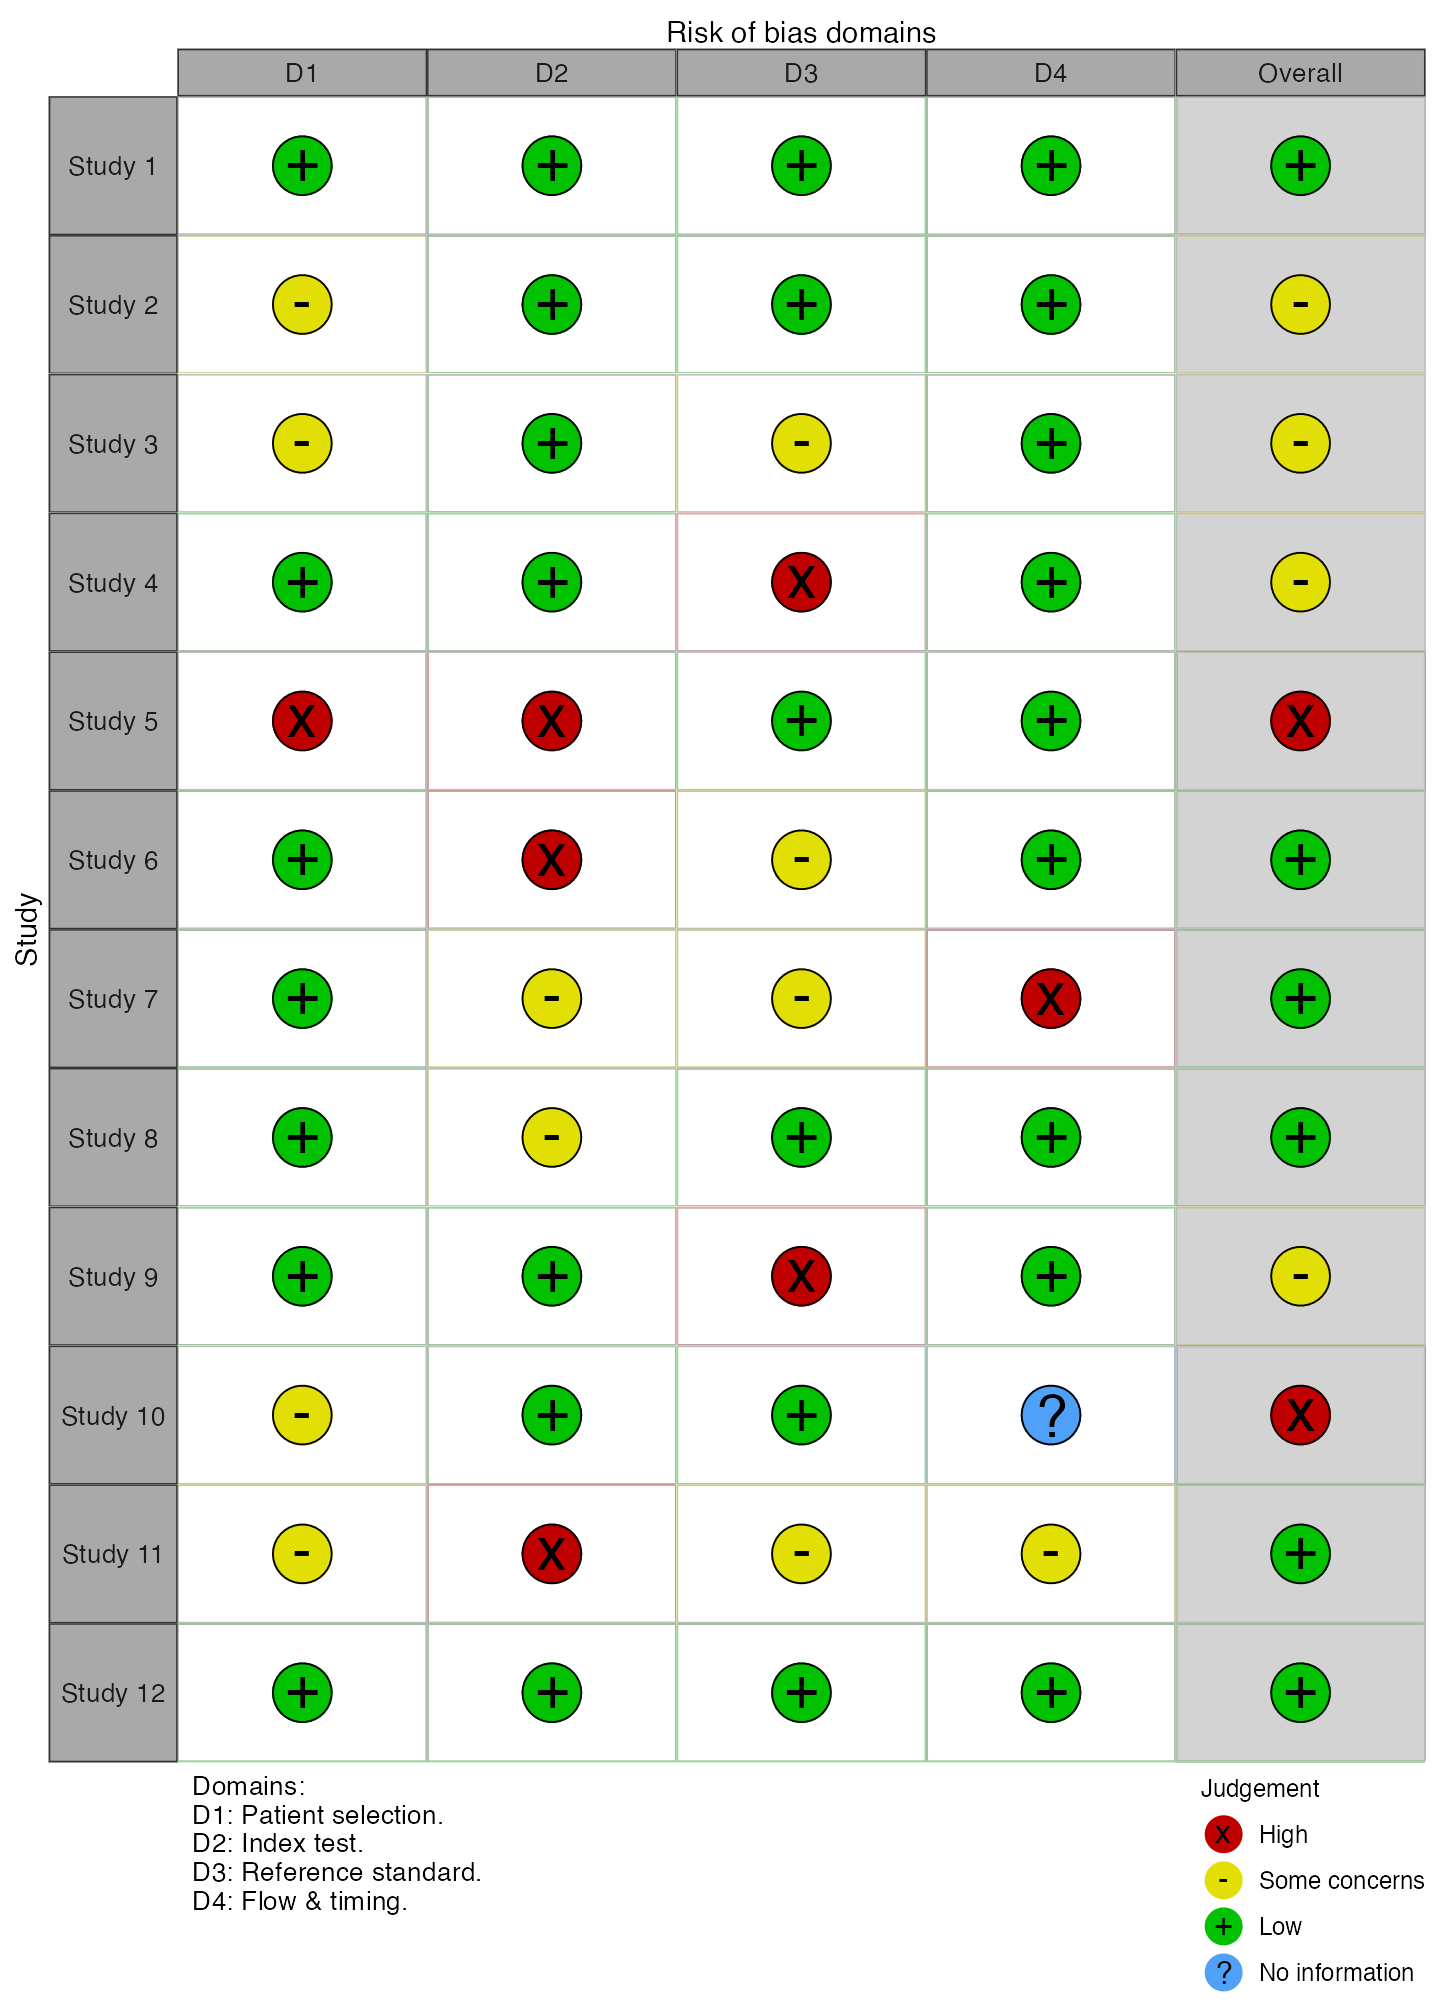 Risk of bias domains
D1 D2 D3 D4 Overall
Study 1 + + + + +
Study 2 - + + + -
Study 3 - + - + -
Study 4 + + X + -
Study 5 X X + + X
Study 6 + X - + +
Study 7 + - - X +
Study 8 + - + + +
Study 9 + + X + -
Study 10 - + + ? X
Study 11 - X - - +
Study 12 + + + + +
Study
Domains:
D1: Patient selection.
D2: Index test.
D3: Reference standard.
D4: Flow & timing.
Judgement
X High
- Some concerns
+ Low
? No information